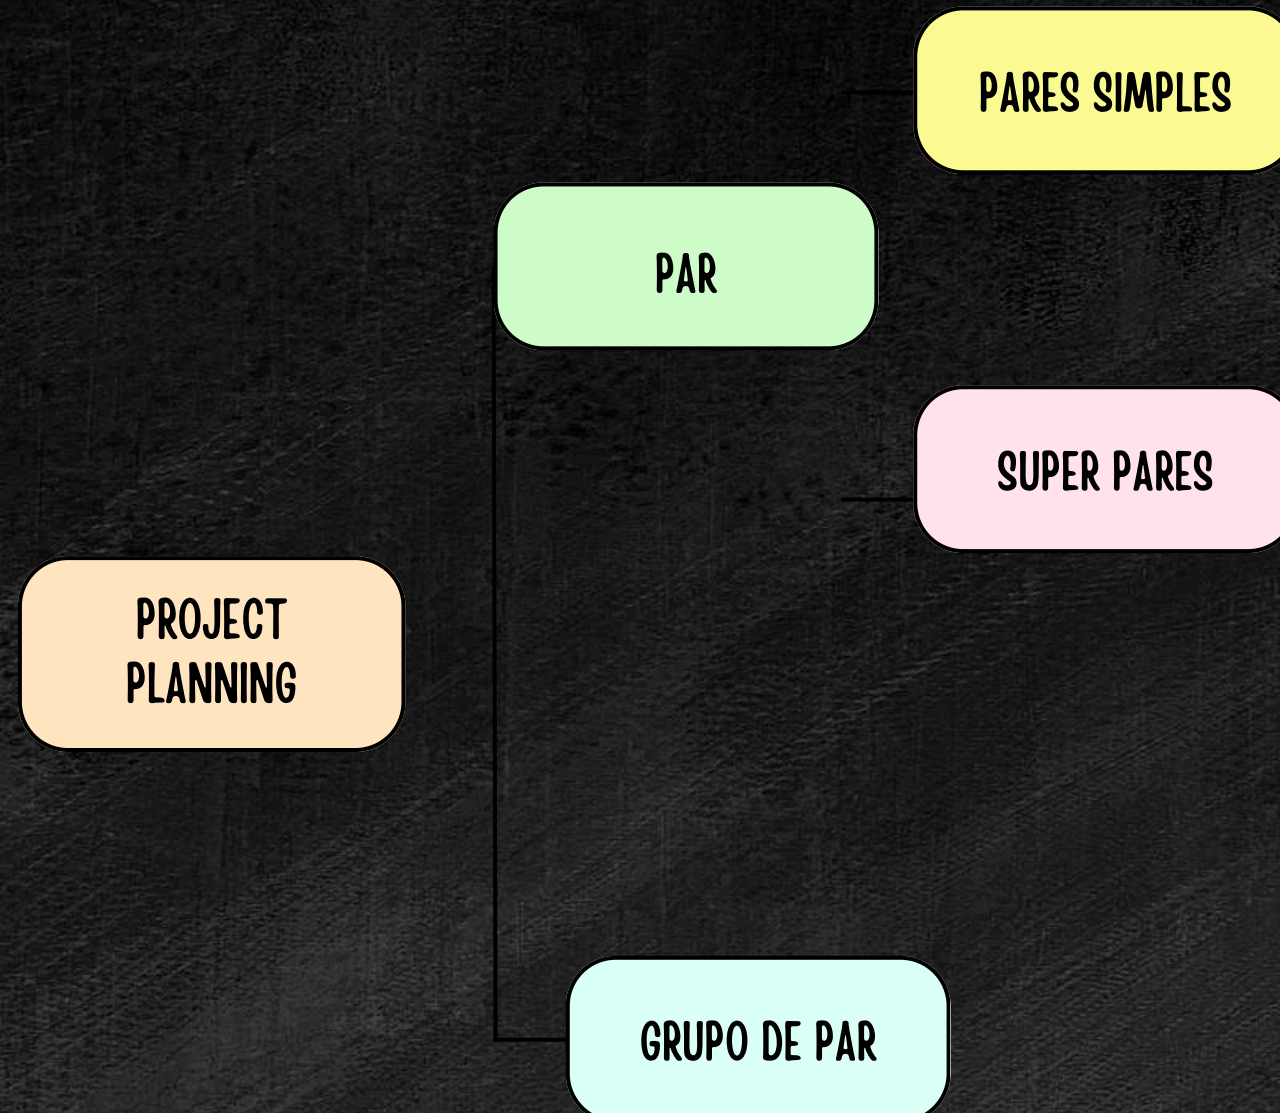 PARES SIMPLES
PAR
SUPER PARES
PROJECT
PLANNING
GRUPO DE PAR